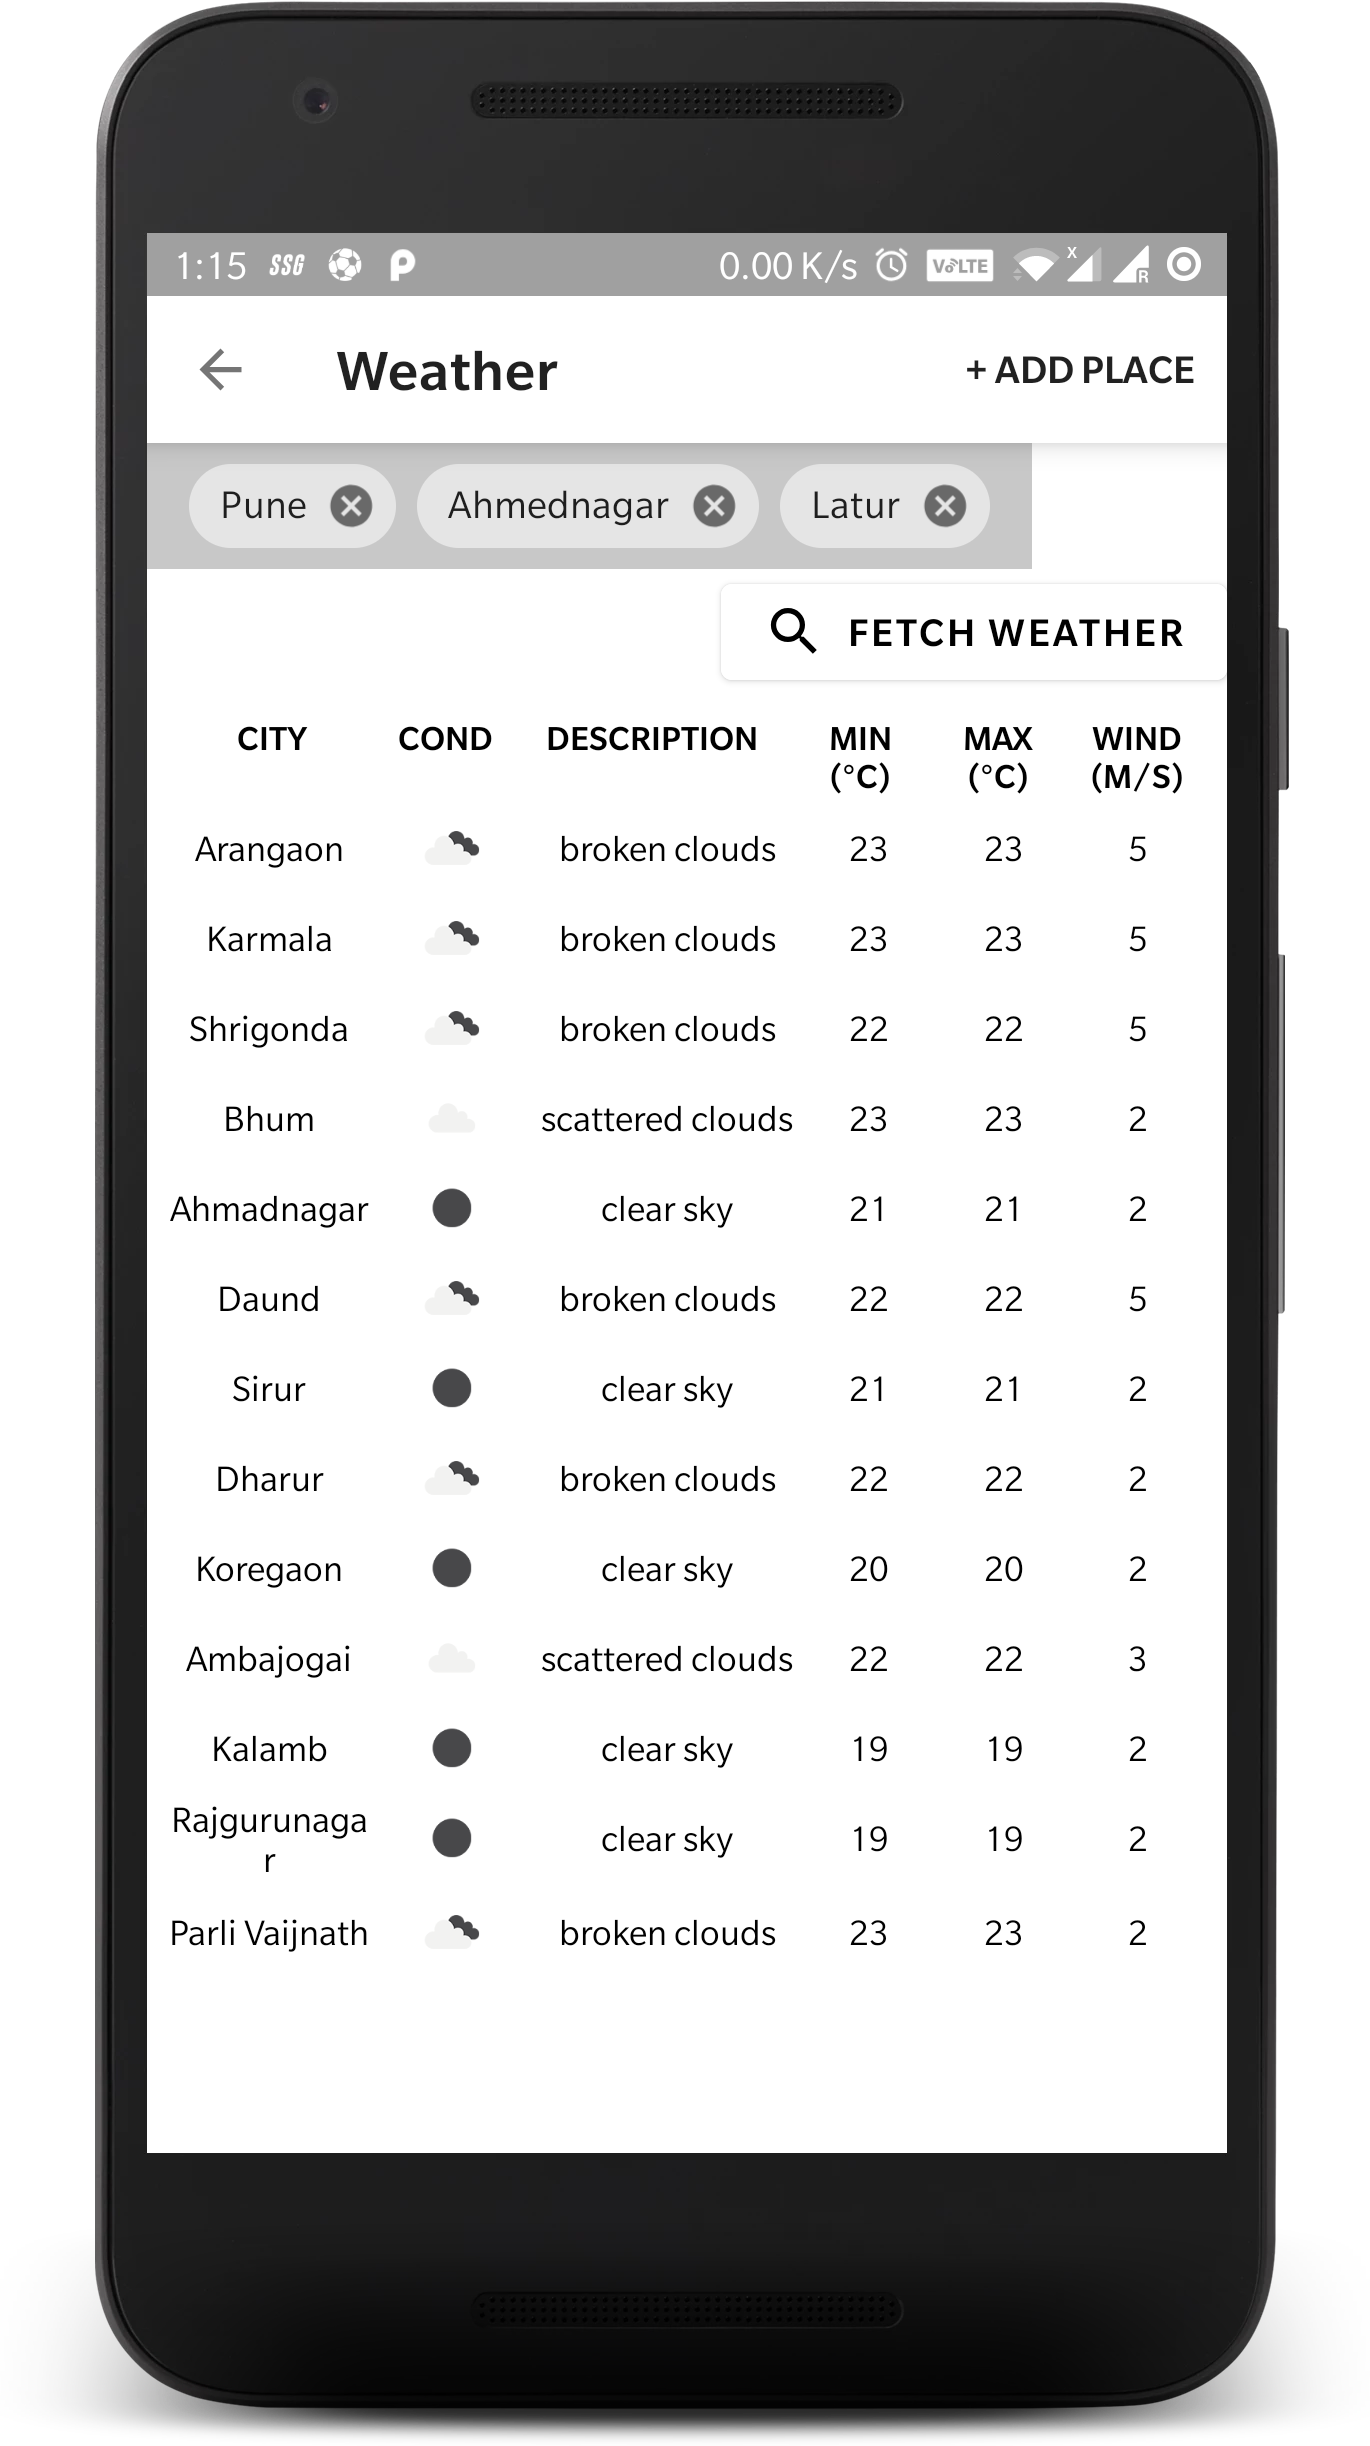 1:15 SSG 0.00 K/s VoLTE X R
Weather + ADD PLACE
Pune Ahmednagar Latur
FETCH WEATHER
CITY COND DESCRIPTION MIN MAX WIND
(°C) (°C) (M/S)
Arangaon broken clouds 23 23 5
Karmala broken clouds 23 23 5
Shrigonda broken clouds 22 22 5
Bhum scattered clouds 23 23 2
Ahmadnagar clear sky 21 21 2
Daund broken clouds 22 22 5
Sirur clear sky 21 21 2
Dharur broken clouds 22 22 2
Koregaon clear sky 20 20 2
Ambajogai scattered clouds 22 22 3
Kalamb clear sky 19 19 2
Rajgurunaga
r clear sky 19 19 2
Parli Vaijnath broken clouds 23 23 2